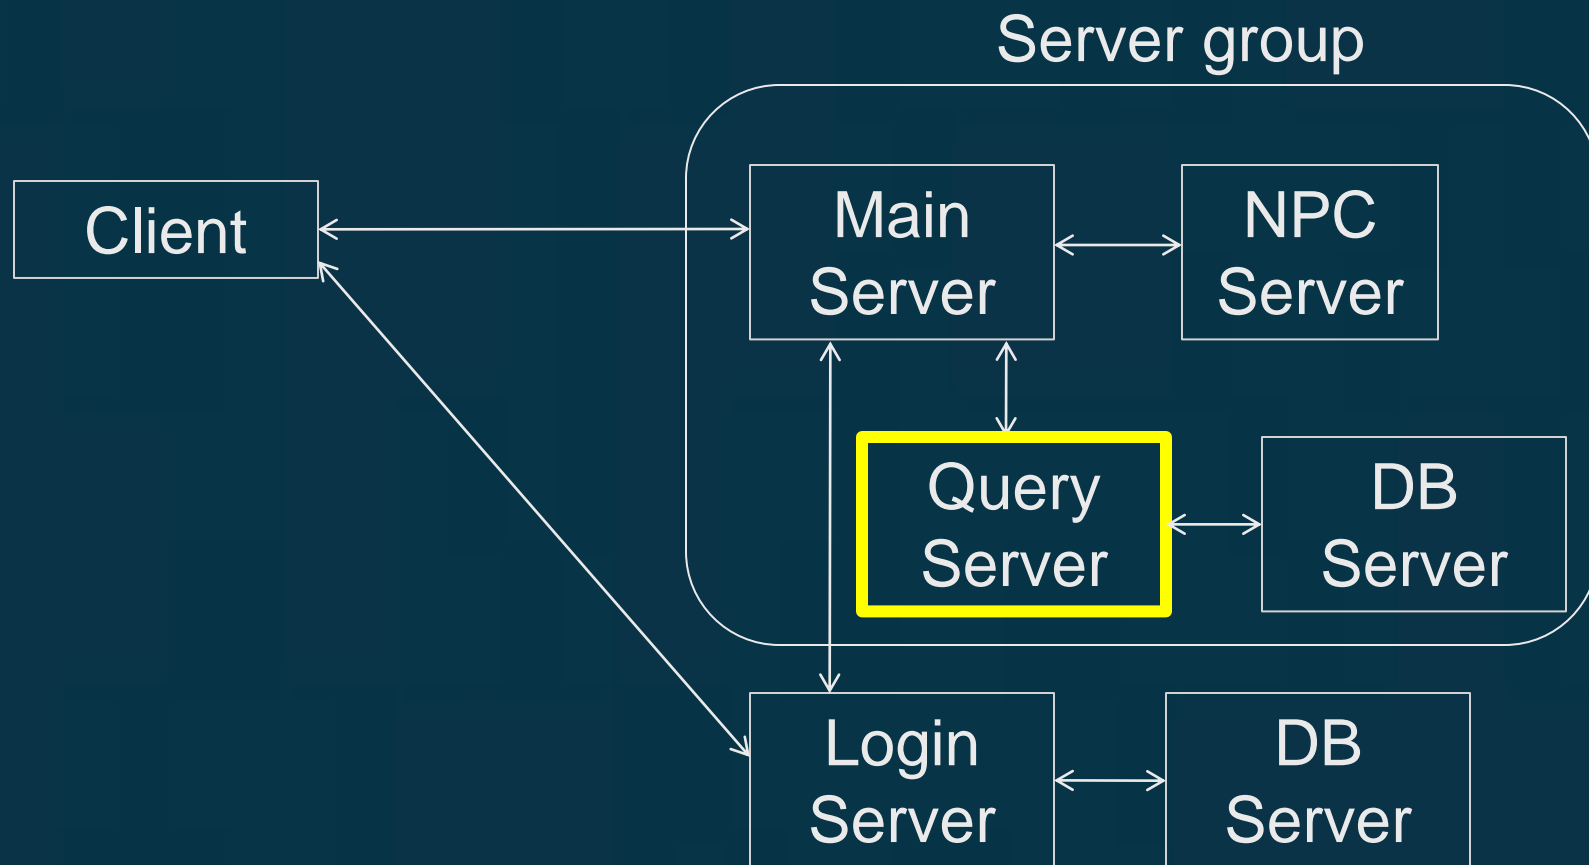 Server group
Client
Main
Server
NPC
Server
Query
Server
DB
Server
Login
Server
DB
Server